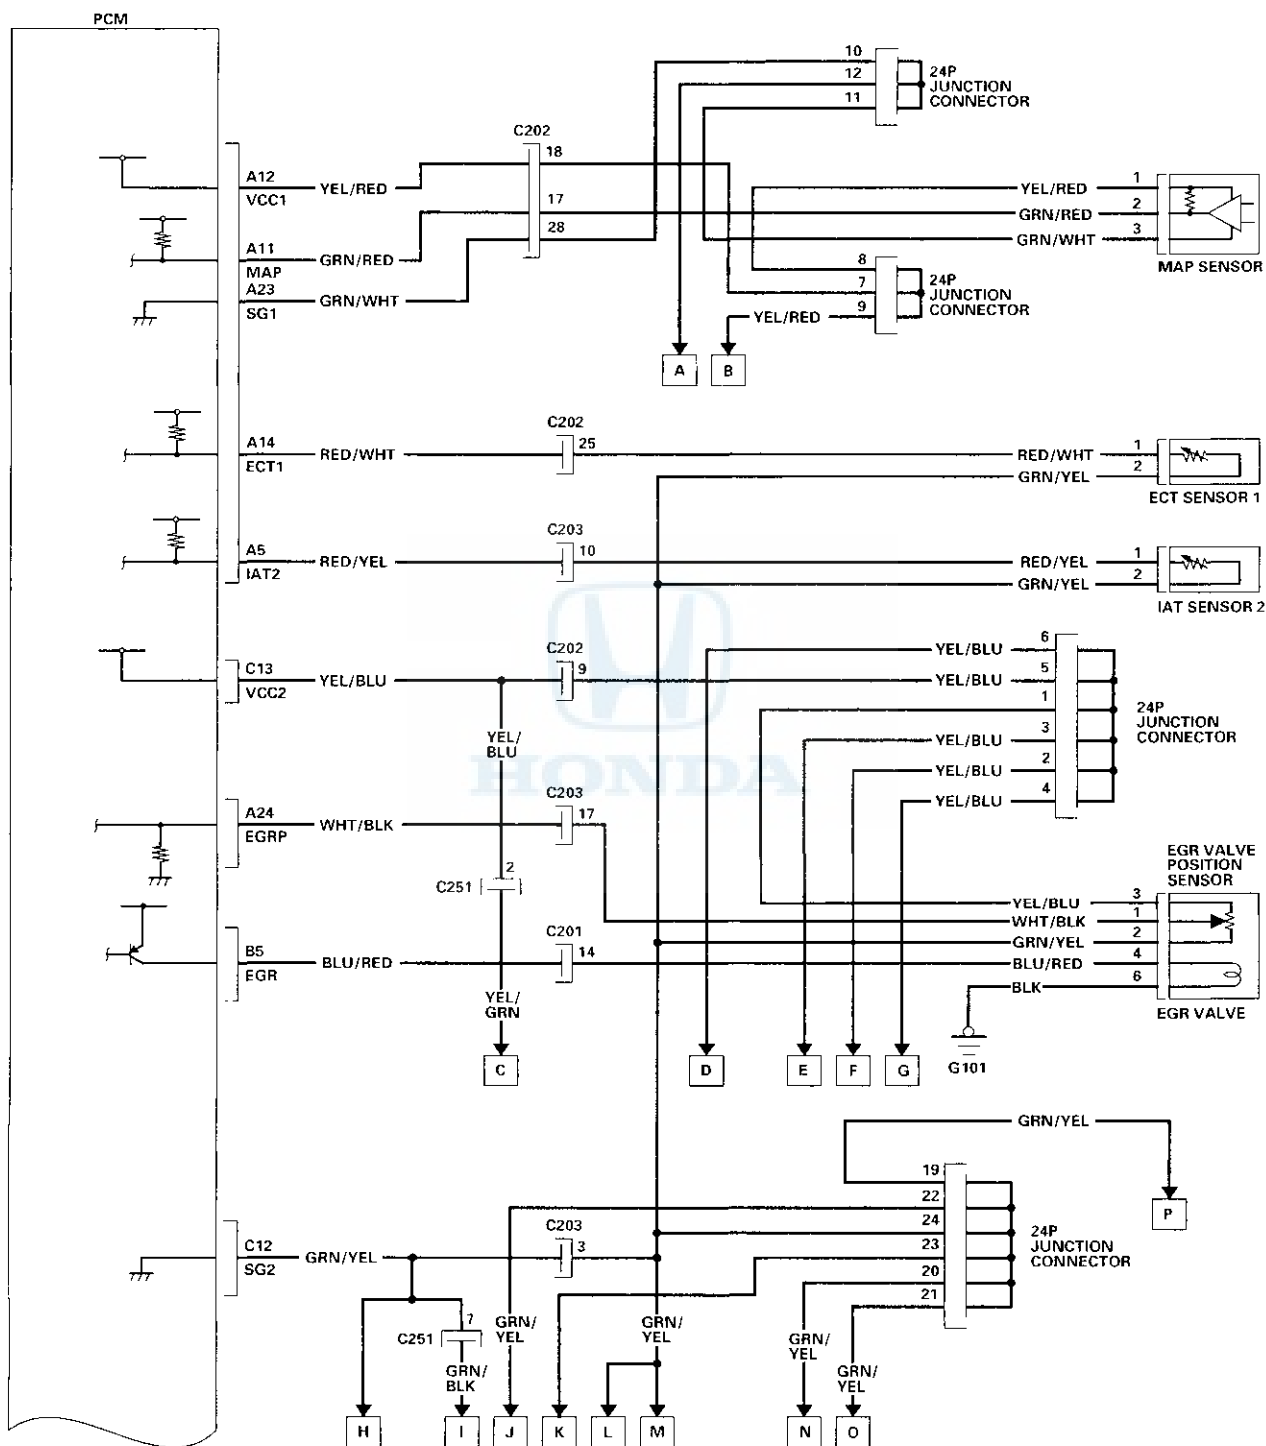 PCM
10
12
11
24P
JUNCTION
CONNECTOR
C202
18
17
28
A12
VCC1
YEL/RED
A11
MAP
GRN/RED
A23
SG1
GRN/WHT
YEL/RED
1
GRN/RED
2
GRN/WHT
3
MAP SENSOR
8
7
9
YEL/RED
24P
JUNCTION
CONNECTOR
A
B
C202
25
A14
ECT1
RED/WHT
RED/WHT
1
GRN/YEL
2
ECT SENSOR 1
C203
10
A5
IAT2
RED/YEL
RED/YEL
1
GRN/YEL
2
IAT SENSOR 2
C202
9
C13
VCC2
YEL/BLU
YEL/
BLU
YEL/BLU
6
YEL/BLU
5
1
YEL/BLU
3
YEL/BLU
2
YEL/BLU
4
24P
JUNCTION
CONNECTOR
HONDA
C203
17
A24
EGRP
WHT/BLK
C251
2
EGR VALVE
POSITION
SENSOR
YEL/BLU
3
WHT/BLK
1
GRN/YEL
2
BLU/RED
4
BLK
6
EGR VALVE
C201
14
B5
EGR
BLU/RED
YEL/
GRN
C
D
E
F
G
G101
GRN/YEL
P
19
22
24
23
20
21
24P
JUNCTION
CONNECTOR
C203
3
C12
SG2
GRN/YEL
C251
7
GRN/
BLK
GRN/
YEL
GRN/
YEL
GRN/
YEL
GRN/
YEL
H
I
J
K
L
M
N
O